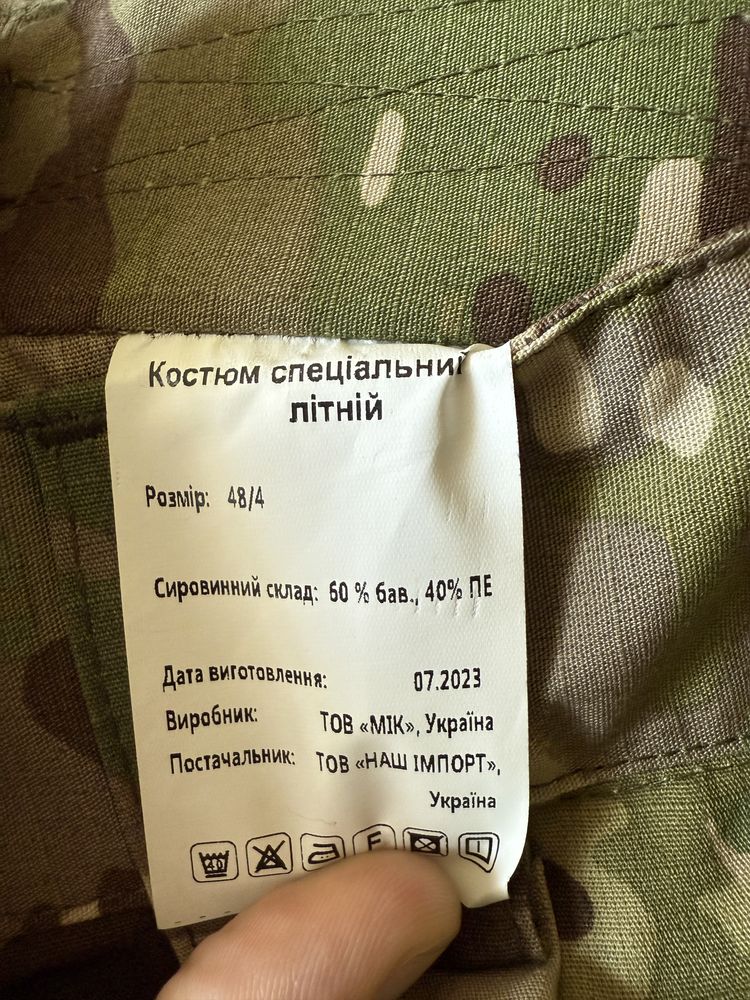 Костюм спеціальний
літній
Розмір: 48/4
Сировинний склад: 60 % бав., 40% ПЕ
Дата виготовлення: 07.2023
Виробник: ТОВ «МІК», Україна
Постачальник: ТОВ «НАШ ІМПОРТ»,
Україна
40 F